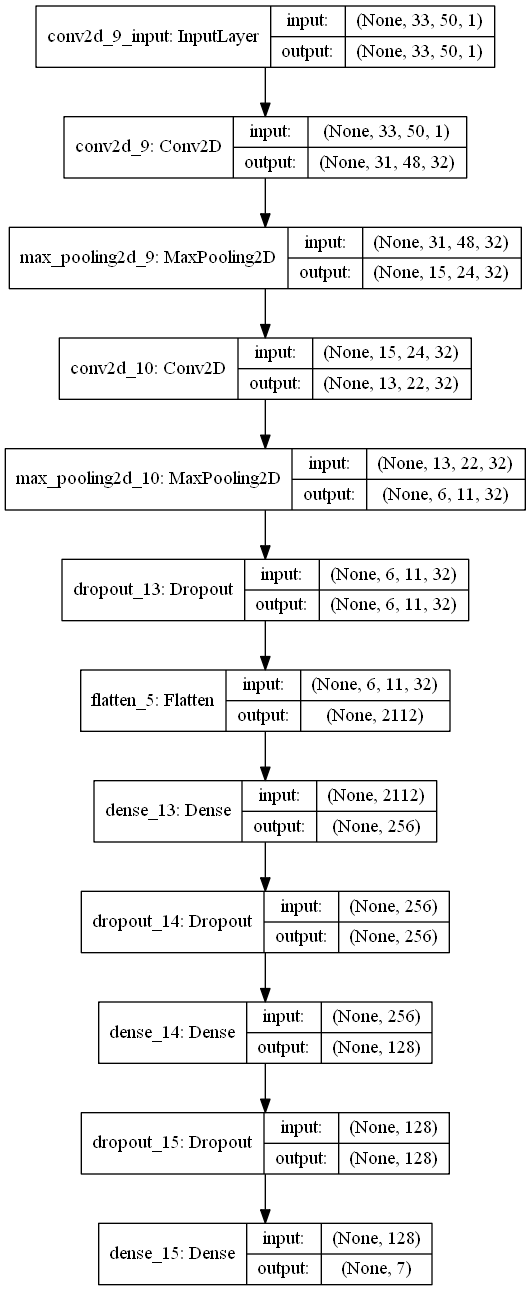 conv2d_9_input: InputLayer
input: (None, 33, 50, 1)
output: (None, 33, 50, 1)
conv2d_9: Conv2D
input: (None, 33, 50, 1)
output: (None, 31, 48, 32)
max_pooling2d_9: MaxPooling2D
input: (None, 31, 48, 32)
output: (None, 15, 24, 32)
conv2d_10: Conv2D
input: (None, 15, 24, 32)
output: (None, 13, 22, 32)
max_pooling2d_10: MaxPooling2D
input: (None, 13, 22, 32)
output: (None, 6, 11, 32)
dropout_13: Dropout
input: (None, 6, 11, 32)
output: (None, 6, 11, 32)
flatten_5: Flatten
input: (None, 6, 11, 32)
output: (None, 2112)
dense_13: Dense
input: (None, 2112)
output: (None, 256)
dropout_14: Dropout
input: (None, 256)
output: (None, 256)
dense_14: Dense
input: (None, 256)
output: (None, 128)
dropout_15: Dropout
input: (None, 128)
output: (None, 128)
dense_15: Dense
input: (None, 128)
output: (None, 7)